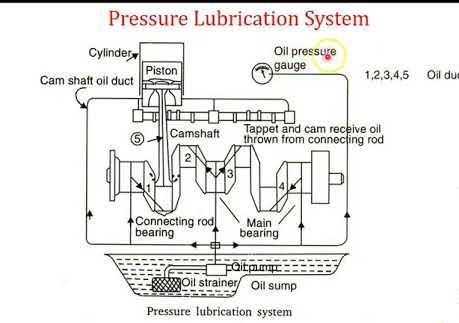 Pressure Lubrication System
Cylinder
Piston
Cam shaft oil duct
Oil pressure
gauge
1,2,3,4,5
Oil duc
5
Camshaft
Tappet and cam receive oil
thrown from connecting rod
1
2
3
4
Connecting rod
bearing
Main
bearing
Oil pump
Oil strainer
Oil sump
Pressure lubrication system